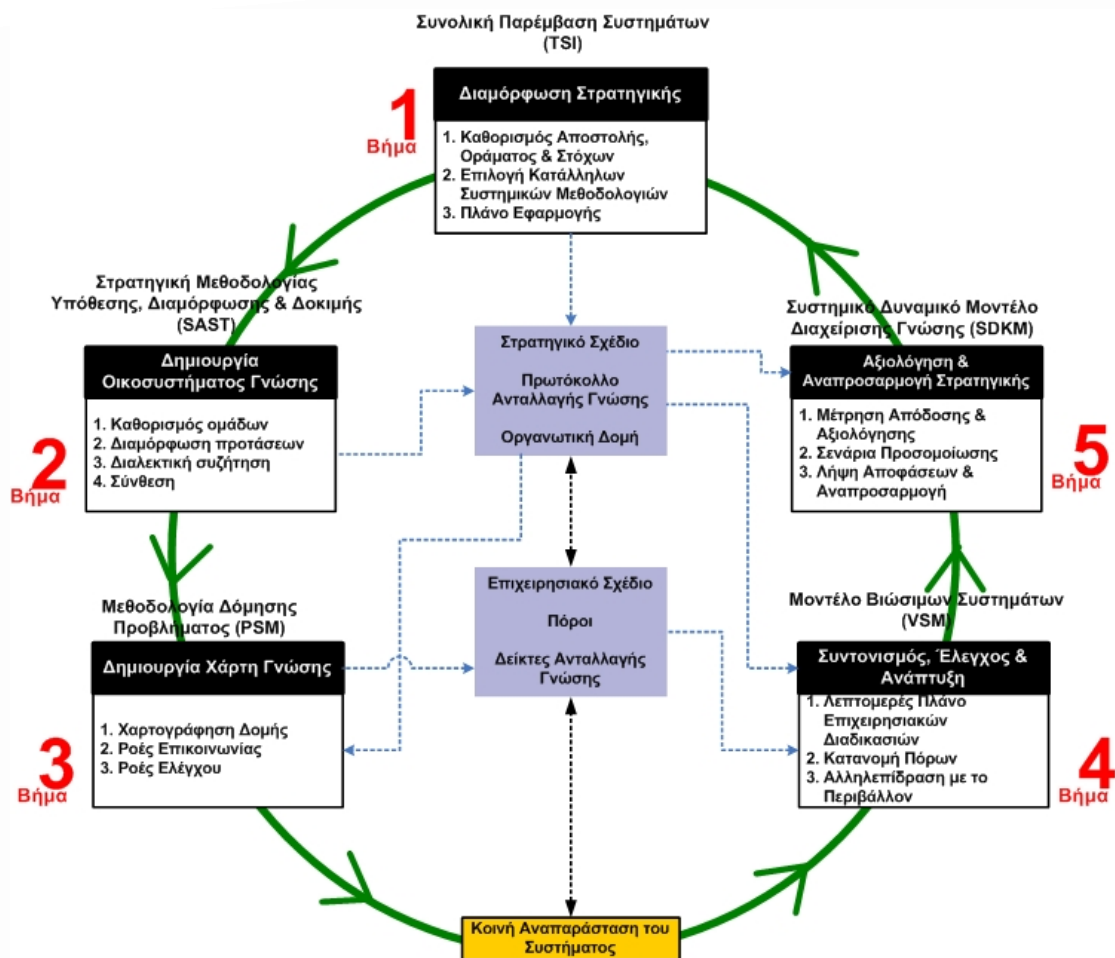 Συνολική Παρέμβαση Συστημάτων
(TSI)
1
Βήμα
Διαμόρφωση Στρατηγικής
1. Καθορισμός Αποστολής,
Οράματος & Στόχων
2. Επιλογή Κατάλληλων
Συστημικών Μεθοδολογιών
3. Πλάνο Εφαρμογής
Στρατηγική Μεθοδολογίας
Υπόθεσης, Διαμόρφωσης & Δοκιμής
(SAST)
Δημιουργία
Οικοσυστήματος Γνώσης
1. Καθορισμός ομάδων
2. Διαμόρφωση προτάσεων
3. Διαλεκτική συζήτηση
4. Σύνθεση
2
Βήμα
Στρατηγικό Σχέδιο
Πρωτόκολλο
Ανταλλαγής Γνώσης
Οργανωτική Δομή
Συστημικό Δυναμικό Μοντέλο
Διαχείρισης Γνώσης (SDKM)
Αξιολόγηση &
Αναπροσαρμογή Στρατηγικής
1. Μέτρηση Απόδοσης &
Αξιολόγησης
2. Σενάρια Προσομοίωσης
3. Λήψη Αποφάσεων &
Αναπροσαρμογή
5
Βήμα
Μεθοδολογία Δόμησης
Προβλήματος (PSM)
Δημιουργία Χάρτη Γνώσης
1. Χαρτογράφηση Δομής
2. Ροές Επικοινωνίας
3. Ροές Ελέγχου
3
Βήμα
Επιχειρησιακό Σχέδιο
Πόροι
Δείκτες Ανταλλαγής
Γνώσης
Μοντέλο Βιώσιμων Συστημάτων
(VSM)
Συντονισμός, Έλεγχος &
Ανάπτυξη
1. Λεπτομερές Πλάνο
Επιχειρησιακών
Διαδικασιών
2. Κατανομή Πόρων
3. Αλληλεπίδραση με το
Περιβάλλον
4
Βήμα
Κοινή Αναπαράσταση του
Συστήματος